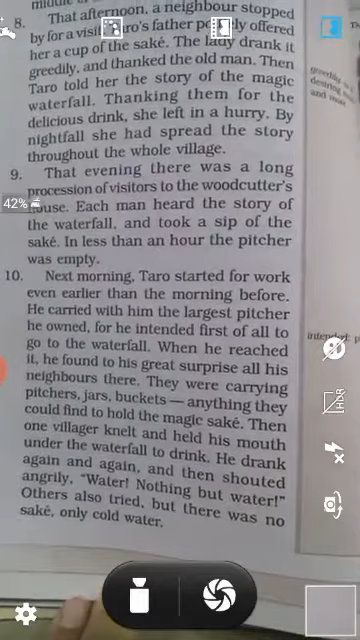 8. That afternoon, a neighbour stopped
by for a visit. Taro's father politely offered
her a cup of the saké. The lady drank it
greedily, and thanked the old man. Then
Taro told her the story of the magic
waterfall. Thanking them for the
delicious drink, she left in a hurry. By
nightfall she had spread the story
throughout the whole village.
9. That evening there was a long
procession of visitors to the woodcutter's
house. Each man heard the story of
the waterfall, and took a sip of the
saké. In less than an hour the pitcher
was empty.
10. Next morning, Taro started for work
even earlier than the morning before.
He carried with him the largest pitcher
he owned, for he intended first of all to
go to the waterfall. When he reached
it, he found to his great surprise all his
neighbours there. They were carrying
pitchers, jars, buckets — anything they
could find to hold the magic saké. Then
one villager knelt and held his mouth
under the waterfall to drink. He drank
again and again, and then shouted
angrily, “Water! Nothing but water!”
Others also tried, but there was no
saké, only cold water.
greedily
and more
intended
42%
HDR